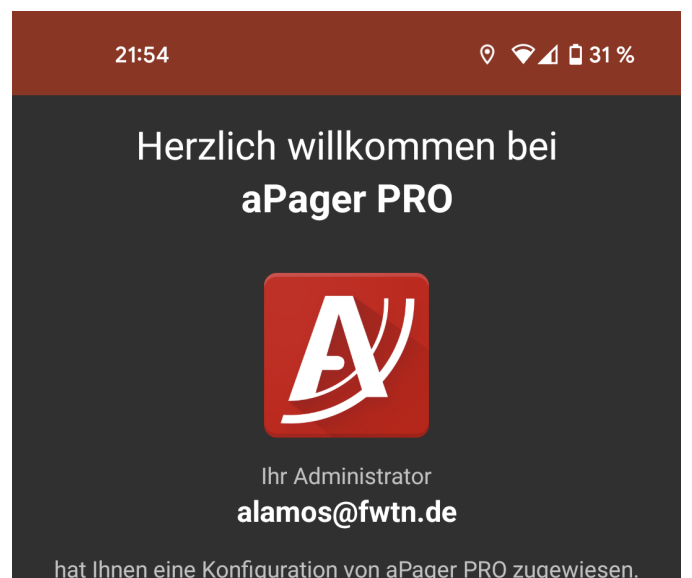 21:54 31 %
Herzlich willkommen bei
aPager PRO
A
Ihr Administrator
alamos@fwtn.de
hat Ihnen eine Konfiguration von aPager PRO zugewiesen.